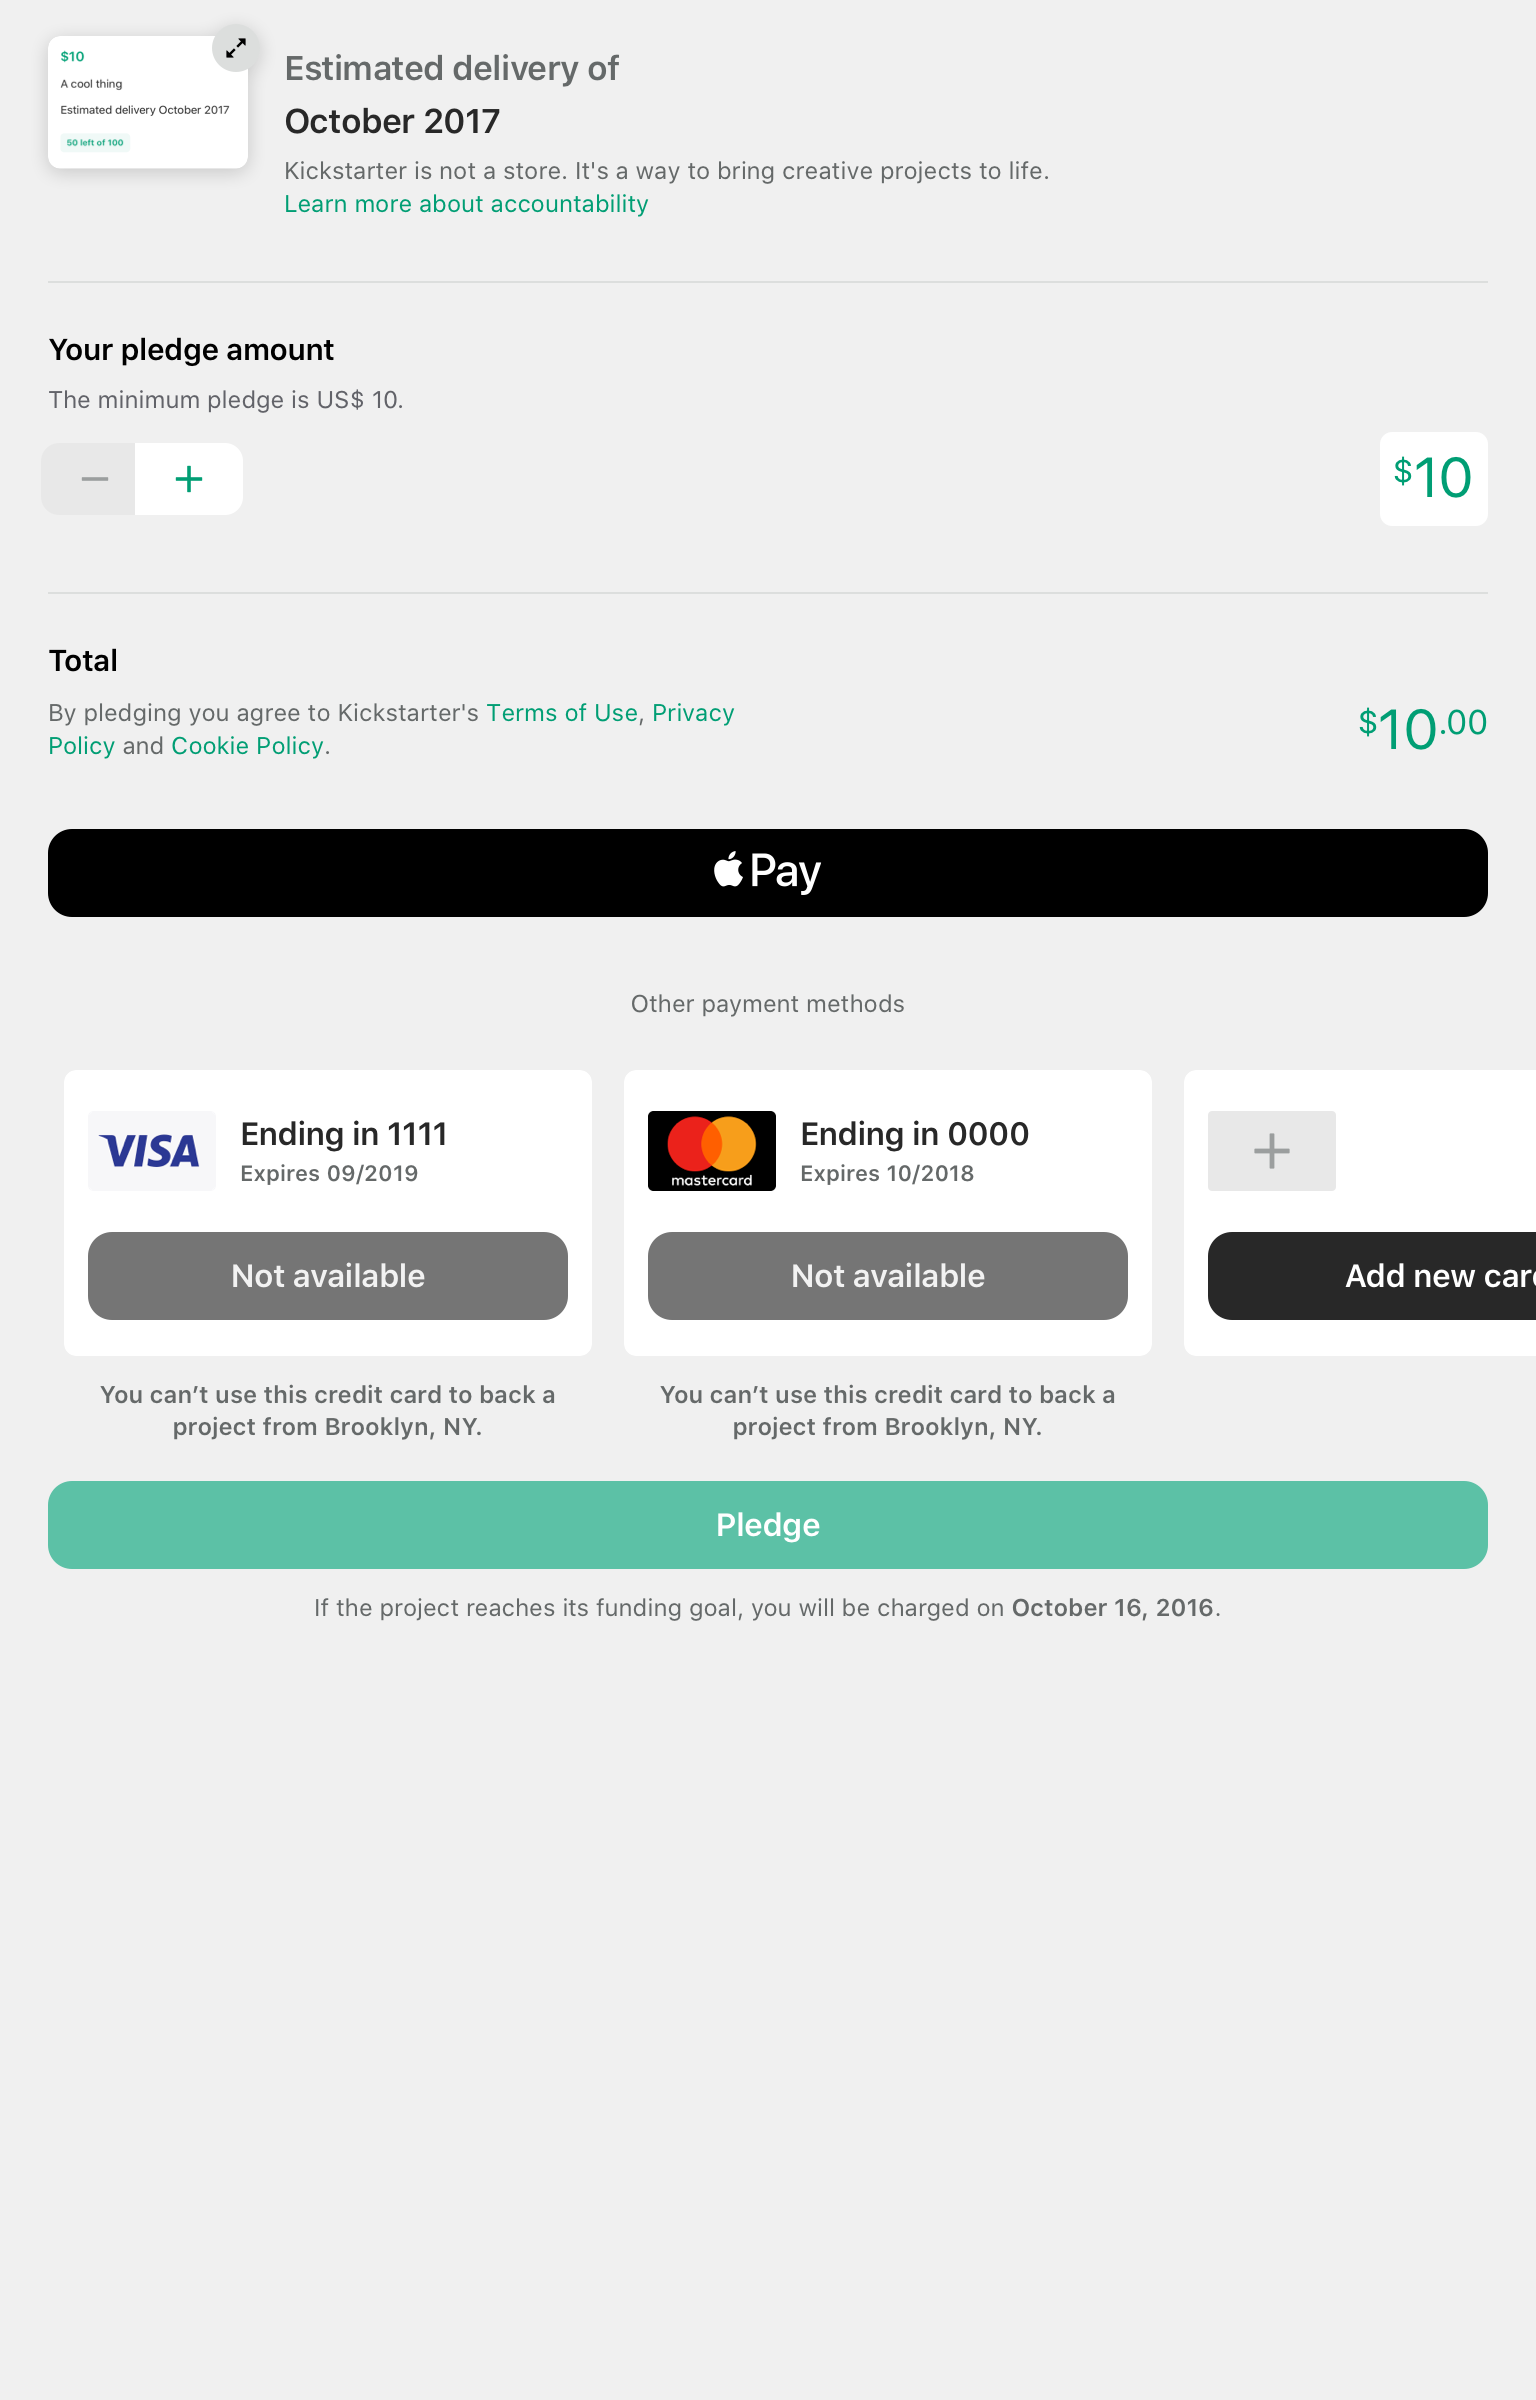 $10
A cool thing
Estimated delivery October 2017
50 left of 100
Estimated delivery of
October 2017
Kickstarter is not a store. It's a way to bring creative projects to life.
Learn more about accountability
Your pledge amount
The minimum pledge is US$ 10.
$10
Total
By pledging you agree to Kickstarter's Terms of Use, Privacy
Policy and Cookie Policy.
$10.00
Pay
Other payment methods
VISA
Ending in 1111
Expires 09/2019
Not available
You can’t use this credit card to back a
project from Brooklyn, NY.
mastercard
Ending in 0000
Expires 10/2018
Not available
You can’t use this credit card to back a
project from Brooklyn, NY.
Add new car
Pledge
If the project reaches its funding goal, you will be charged on October 16, 2016.